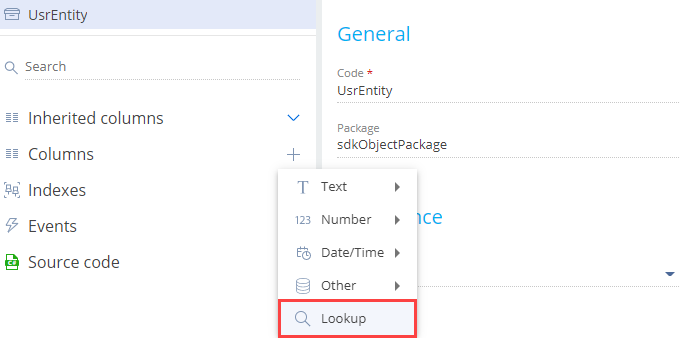 UsrEntity
Search
Inherited columns
Columns
Indexes
Events
C#
Source code
General
Code *
UsrEntity
Package
sdkObjectPackage
nce
T Text
123 Number
Date/Time
Other
Lookup